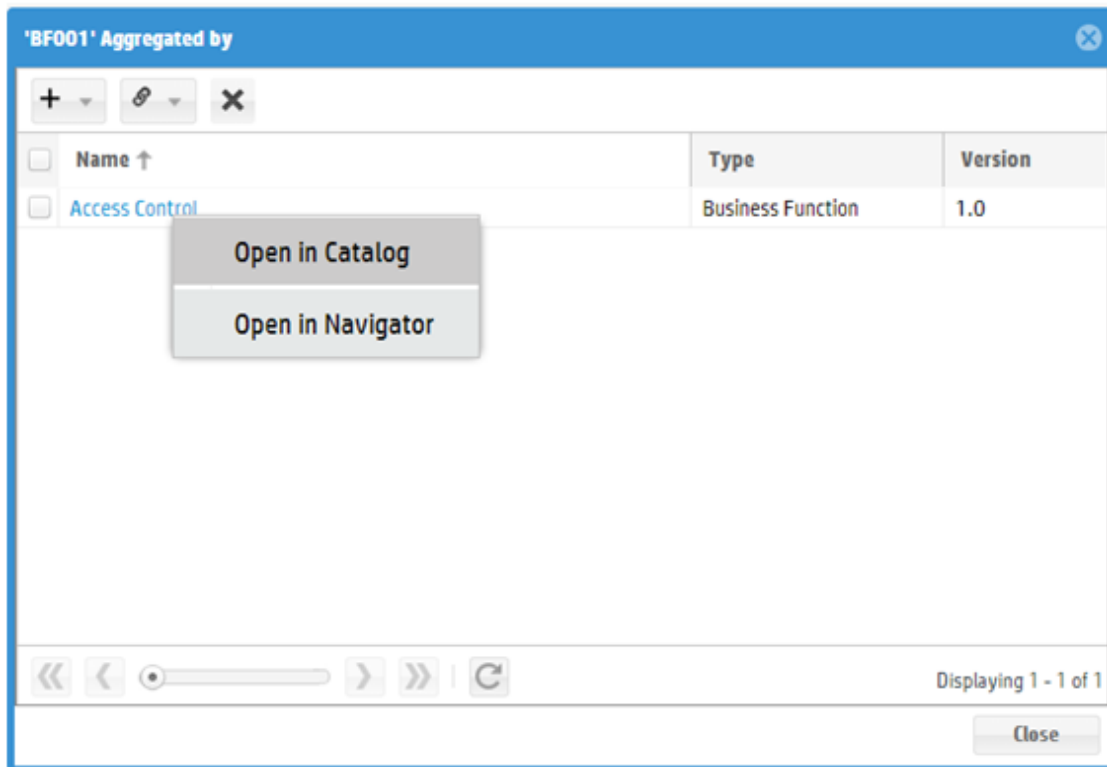 'BF001' Aggregated by
Name Type Version
Access Control Business Function 1.0
Open in Catalog
Open in Navigator
Displaying 1 - 1 of 1
Close